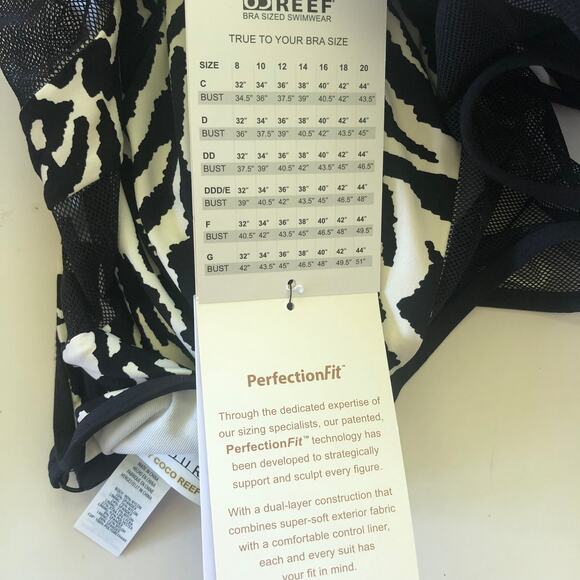 REEF
BRA SIZED SWIMWEAR
TRUE TO YOUR BRA SIZE
SIZE 8 10 12 14 16 18 20
C 32" 34" 36" 38" 40" 42" 44"
BUST 34.5" 36" 37.5" 39" 40.5" 42" 43.5"
D 32" 34" 36" 38" 40" 42" 44"
BUST 36" 37.5" 39" 40.5" 42" 43.5" 45"
DD 32" 34" 36" 38" 40" 42" 44"
BUST 37.5" 39" 40.5" 42" 43.5" 45" 46.5"
DDD/E 32" 34" 36" 38" 40" 42" 44"
BUST 39" 40.5" 42" 43.5" 45" 46.5" 48"
F 32" 34" 36" 38" 40" 42" 44"
BUST 40.5" 42" 43.5" 45" 46.5" 48" 49.5"
G 32" 34" 36" 38" 40" 42" 44"
BUST 42" 43.5" 45" 46.5" 48" 49.5" 51"
PerfectionFit™
Through the dedicated expertise of
our sizing specialists, our patented,
PerfectionFit™ technology has
been developed to strategically
support and sculpt every figure.
With a dual-layer construction that
combines super-soft exterior fabric
with a comfortable control liner,
each and every suit has
your fit in mind.
COCO REEF
MADE IN CHINA
HECHO EN CHINA